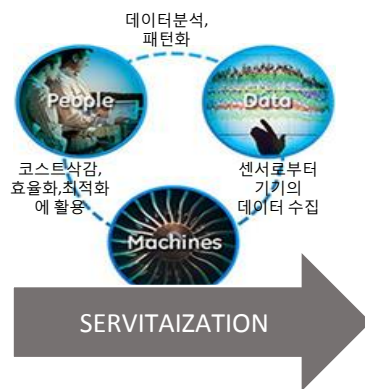 데이터분석,
패턴화
People
Data
코스트삭감,
효율화,최적화
에 활용
센서로부터
기기의
데이터 수집
Machines
SERVITAIZATION